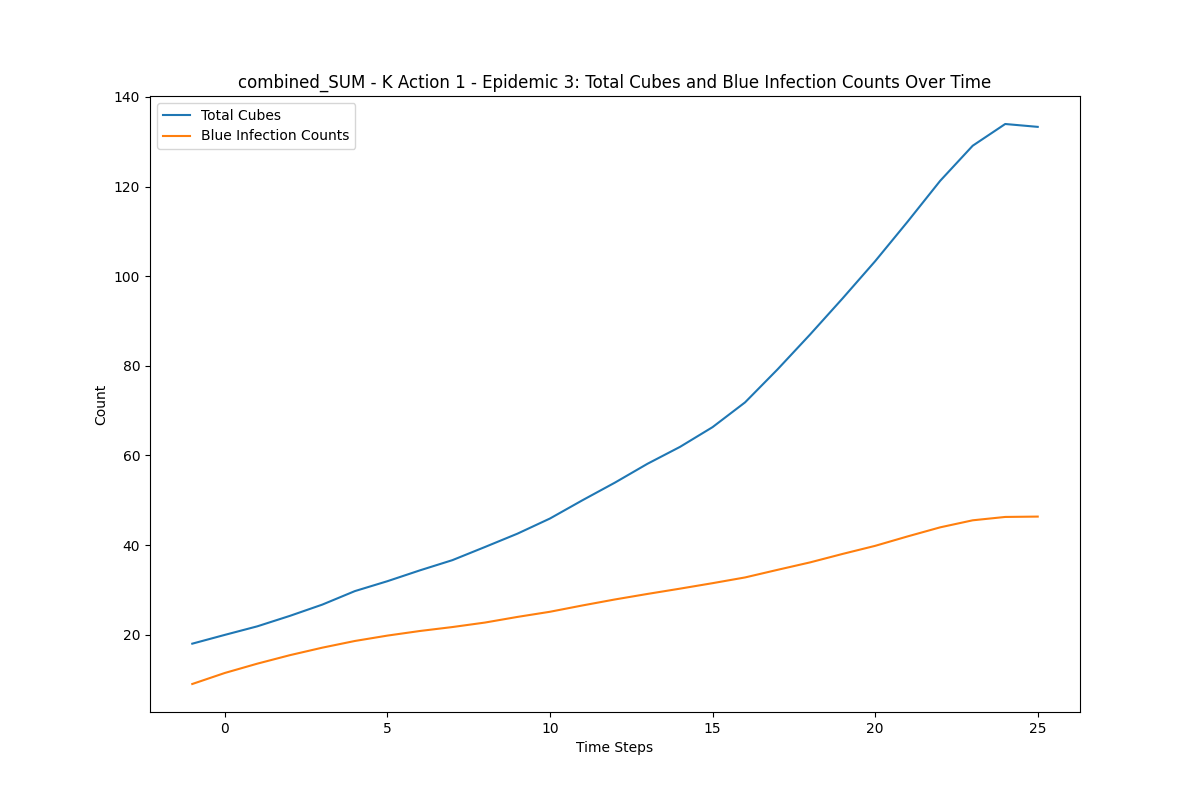 combined_SUM - K Action 1 - Epidemic 3: Total Cubes and Blue Infection Counts Over Time
140
Total Cubes
Blue Infection Counts
120
100
80
60
40
20
Count
0 5 10 15 20 25
Time Steps